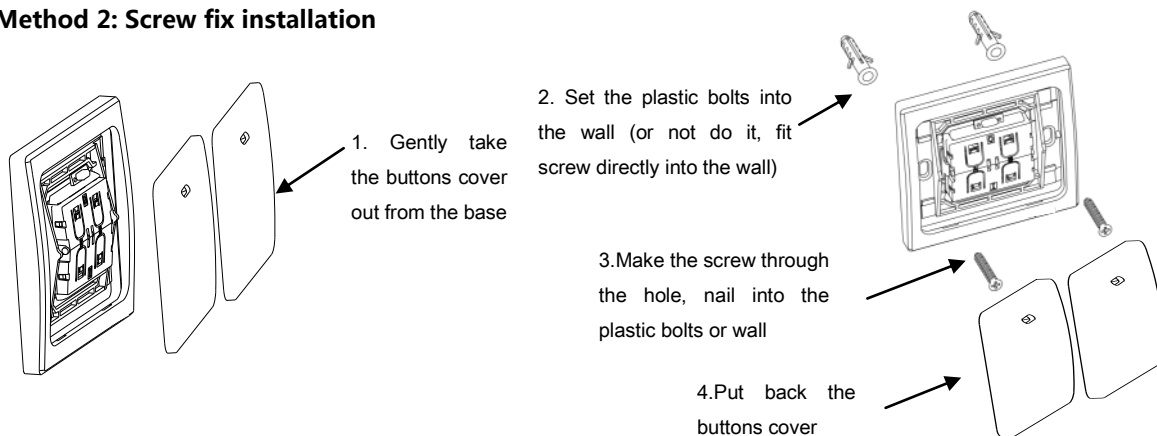 Method 2: Screw fix installation
1. Gently take
the buttons cover
out from the base
2. Set the plastic bolts into
the wall (or not do it, fit
screw directly into the wall)
3.Make the screw through
the hole, nail into the
plastic bolts or wall
4.Put back the
buttons cover